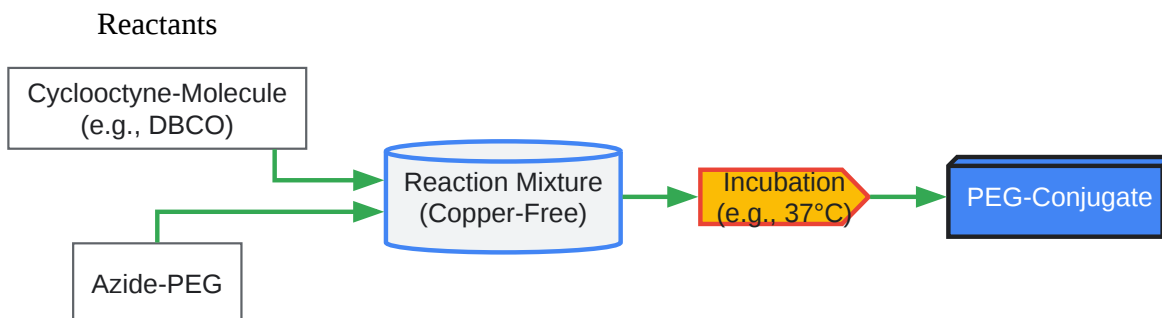 Reactants
Cyclooctyne-Molecule
(e.g., DBCO)
Azide-PEG
Reaction Mixture
(Copper-Free)
Incubation
(e.g., 37°C)
PEG-Conjugate